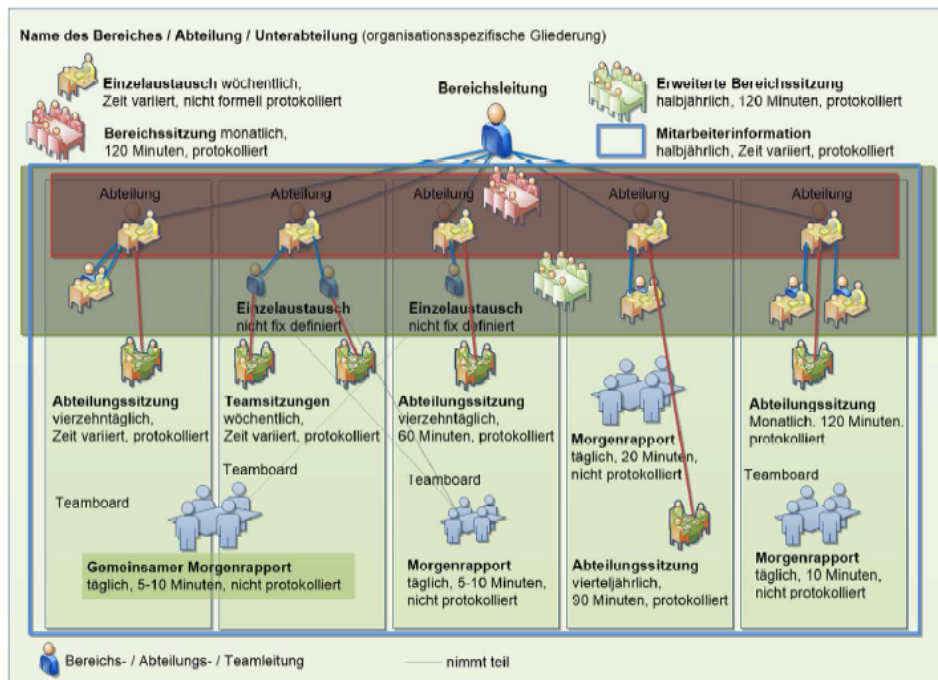 Name des Bereiches / Abteilung / Unterabteilung (organisationsspezifische Gliederung)
Einzelaustausch wöchentlich,
Zeit variiert, nicht formell protokolliert
Bereichssitzung monatlich,
120 Minuten, protokolliert
Bereichsleitung
Erweiterte Bereichssitzung
halbjährlich, 120 Minuten, protokolliert
Mitarbeiterinformation
halbjährlich, Zeit variiert, protokolliert
Abteilung
Abteilung
Abteilung
Abteilung
Abteilung
Einzelaustausch
nicht fix definiert
Einzelaustausch
nicht fix definiert
Abteilungssitzung
vierzehntäglich,
Zeit variiert, protokolliert
Teamsitzungen
wöchentlich,
Zeit variiert, protokolliert
Abteilungssitzung
vierzehntäglich,
60 Minuten, protokolliert
Morgenrapport
täglich, 20 Minuten,
nicht protokolliert
Abteilungssitzung
Monatlich. 120 Minuten.
protokolliert
Teamboard
Teamboard
Teamboard
Teamboard
Gemeinsamer Morgenrapport
täglich, 5-10 Minuten, nicht protokolliert
Morgenrapport
täglich, 5-10 Minuten,
nicht protokolliert
Abteilungssitzung
vierteljährlich,
90 Minuten, protokolliert
Morgenrapport
täglich, 10 Minuten,
nicht protokolliert
Bereichs- / Abteilungs- / Teamleitung
nimmt teil